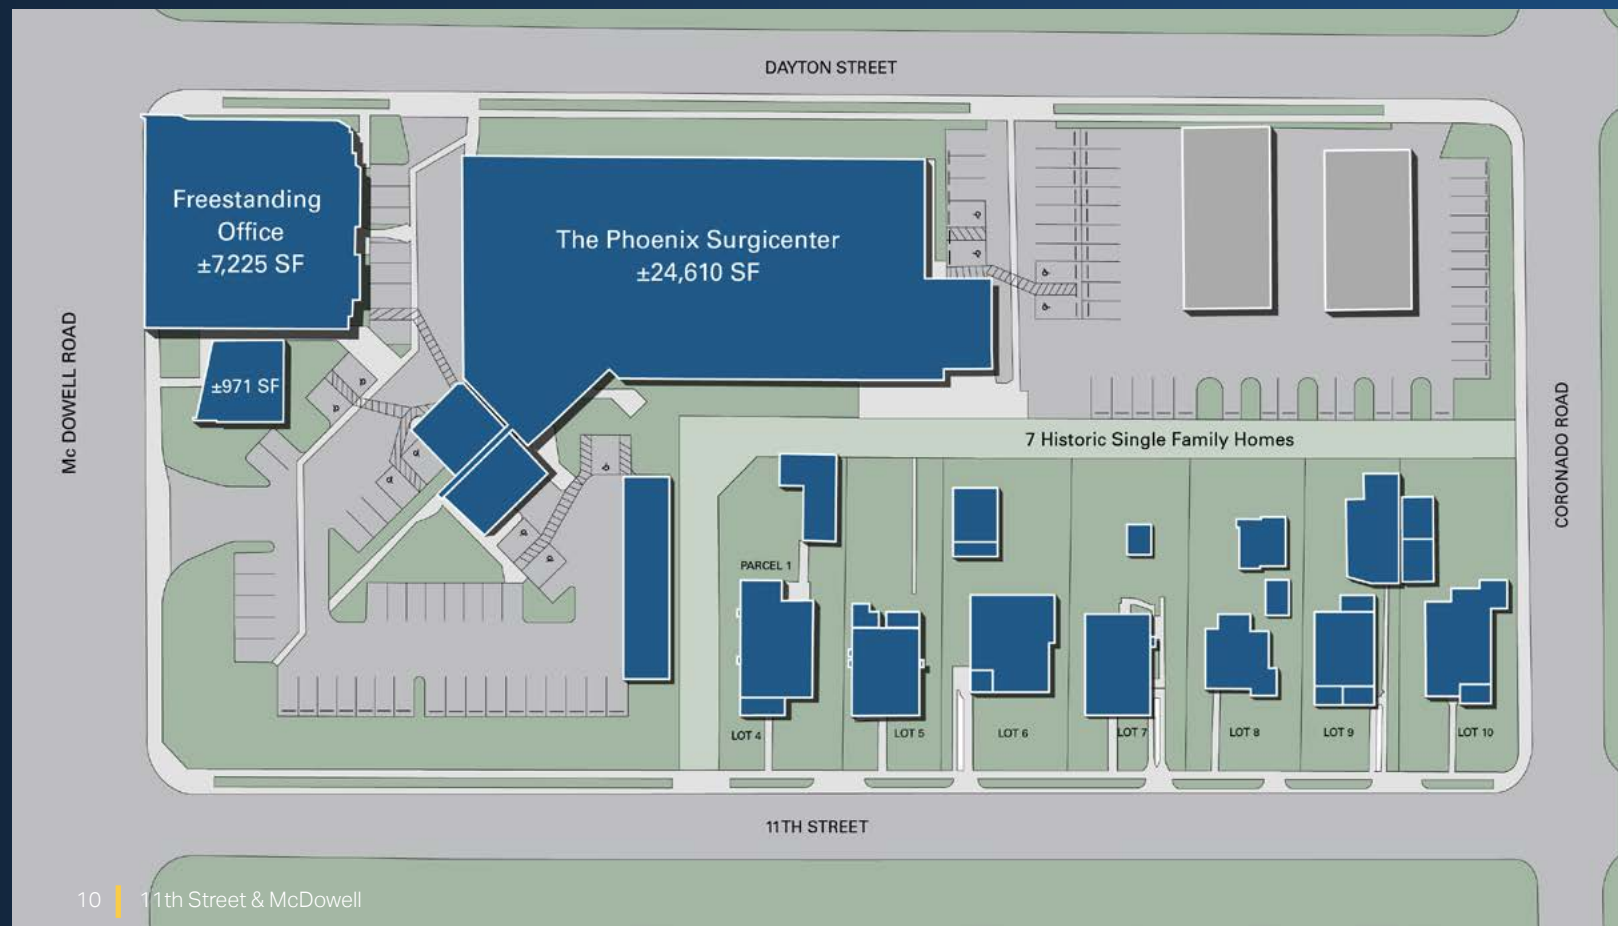 DAYTON STREET
Freestanding
Office
±7,225 SF
The Phoenix Surgicenter
±24,610 SF
Mc DOWELL ROAD
±971 SF
CORONADO ROAD
7 Historic Single Family Homes
PARCEL 1
LOT 4
LOT 5
LOT 6
LOT 7
LOT 8
LOT 9
LOT 10
11TH STREET
10
11th Street & McDowell